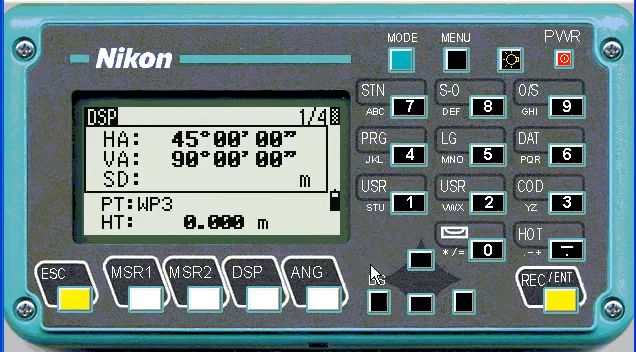 Nikon
MODE MENU PWR
DSP 1/4
HA: 45°00'00"
VA: 90°00'00"
SD: m
PT:WP3
HT: 0.000 m
STN S-O O/S
ABC 7 DEF 8 GHI 9
PRG LG DAT
JKL 4 MNO 5 PQR 6
USR USR COD
STU 1 VWX 2 YZ 3
HOT
*/= 0 .-+ -.
ESC MSR1 MSR2 DSP ANG
REC/ENT